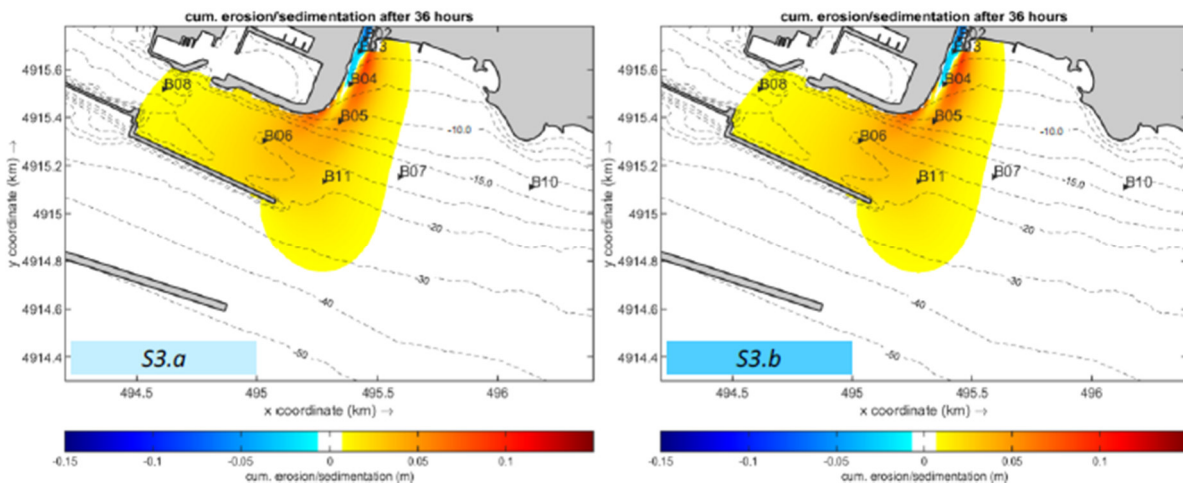 cum. erosion/sedimentation after 36 hours
B03
B04
B08
B05
B06
B11
B07
B10
-10.0
-15.0
-20
-30
-40
-50
4915.6
4915.4
4915.2
4915
4914.8
4914.6
4914.4
y coordinate (km) →
S3.a
494.5
495
495.5
496
x coordinate (km) →
-0.15
-0.1
-0.05
0
0.05
0.1
cum. erosion/sedimentation (m)
cum. erosion/sedimentation after 36 hours
B03
B04
B08
B05
B06
B11
B07
B10
-10.0
-15.0
-20
-30
-40
-50
4915.6
4915.4
4915.2
4915
4914.8
4914.6
4914.4
y coordinate (km) →
S3.b
494.5
495
495.5
496
x coordinate (km) →
-0.15
-0.1
-0.05
0
0.05
0.1
cum. erosion/sedimentation (m)